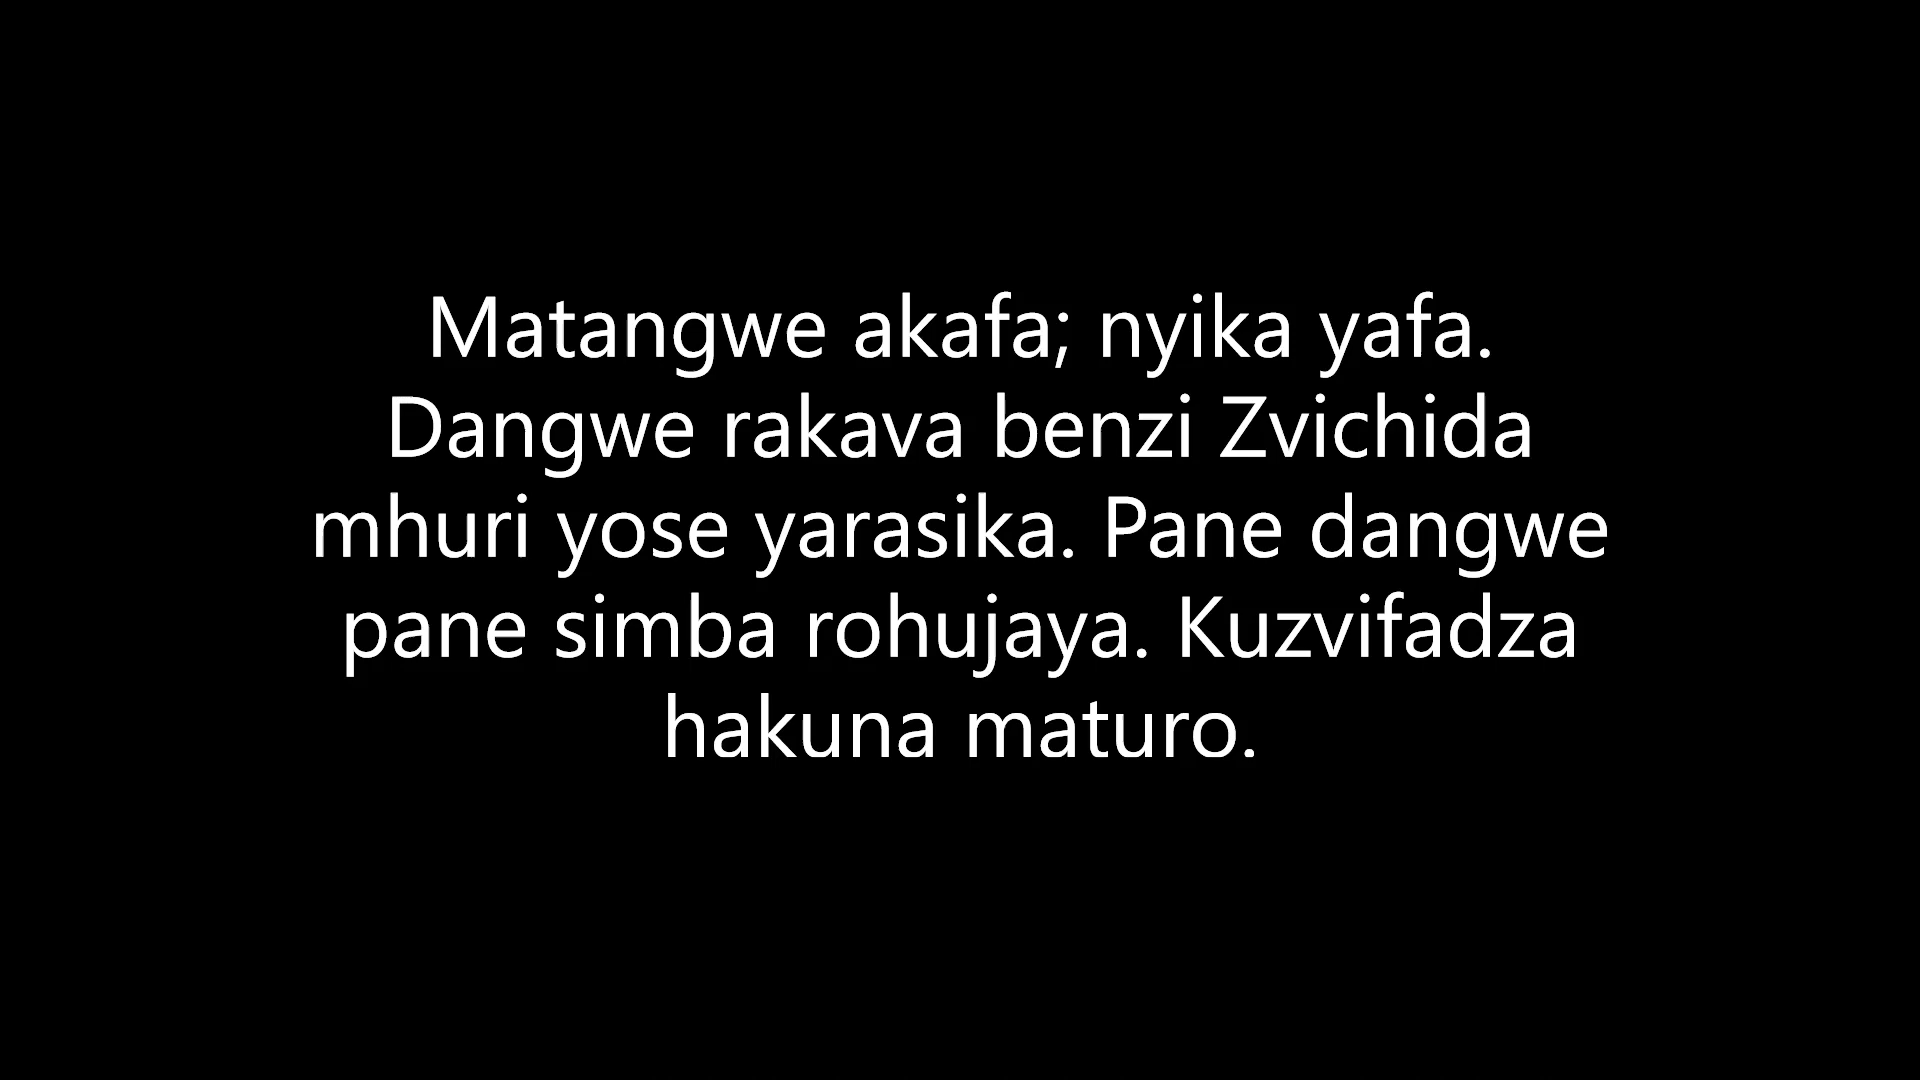 Matangwe akafa; nyika yafa.
Dangwe rakava benzi Zvichida
mhuri yose yarasika. Pane dangwe
pane simba rohujaya. Kuzvifadza
hakuna maturo.